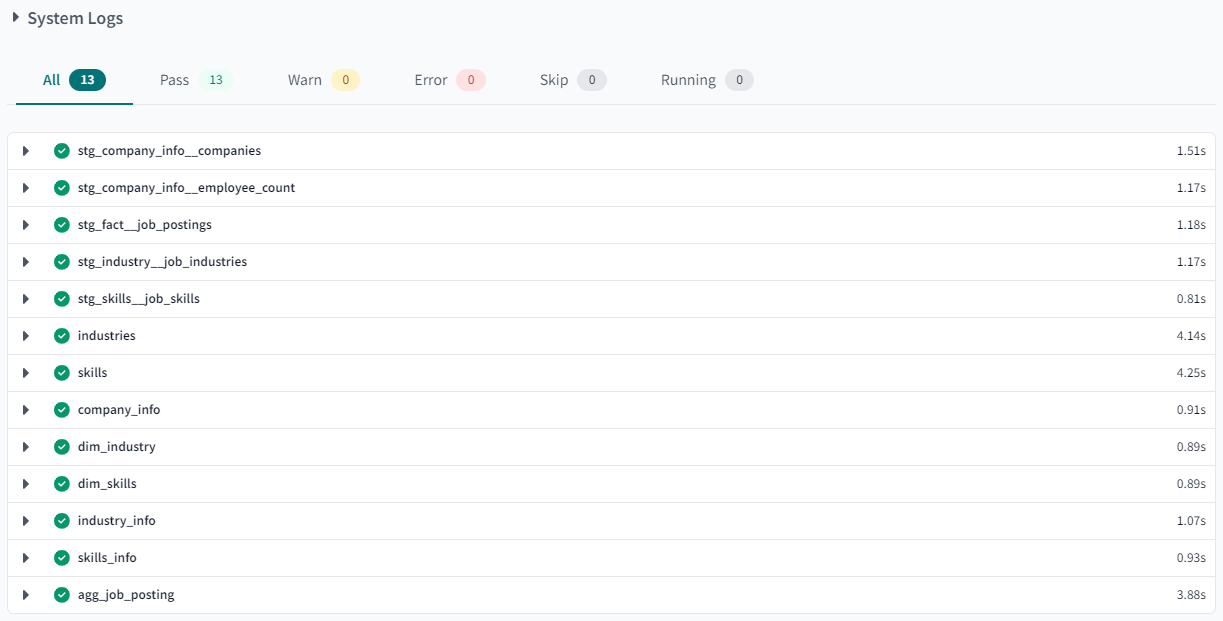 System Logs
All 13 Pass 13 Warn 0 Error 0 Skip 0 Running 0
stg_company_info__companies 1.51s
stg_company_info__employee_count 1.17s
stg_fact__job_postings 1.18s
stg_industry__job_industries 1.17s
stg_skills__job_skills 0.81s
industries 4.14s
skills 4.25s
company_info 0.91s
dim_industry 0.89s
dim_skills 0.89s
industry_info 1.07s
skills_info 0.93s
agg_job_posting 3.88s